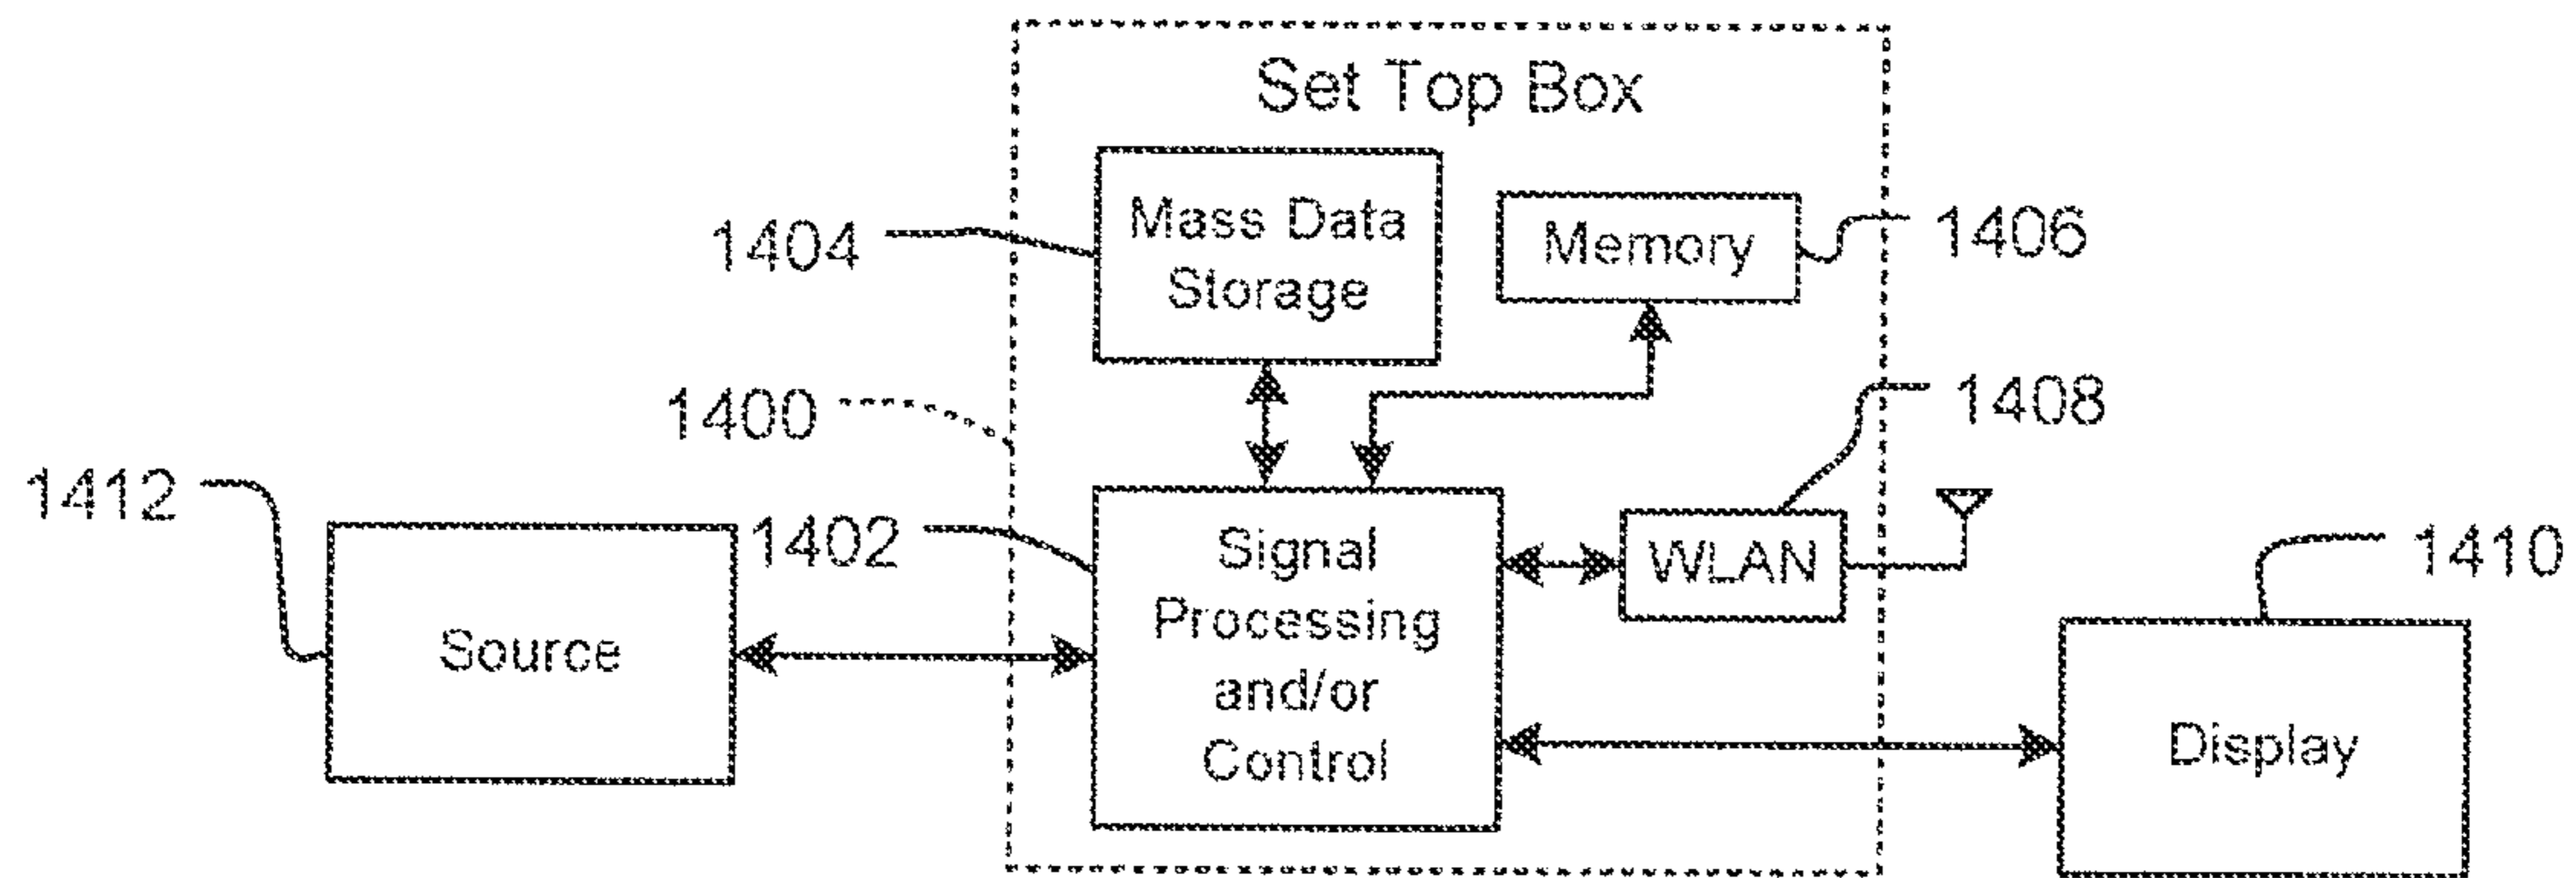 Set Top Box
Mass Data
Storage
1404
Memory
1406
1400
1408
1412
1402
Signal
Processing
and/or
Control
WLAN
1410
Source
Display